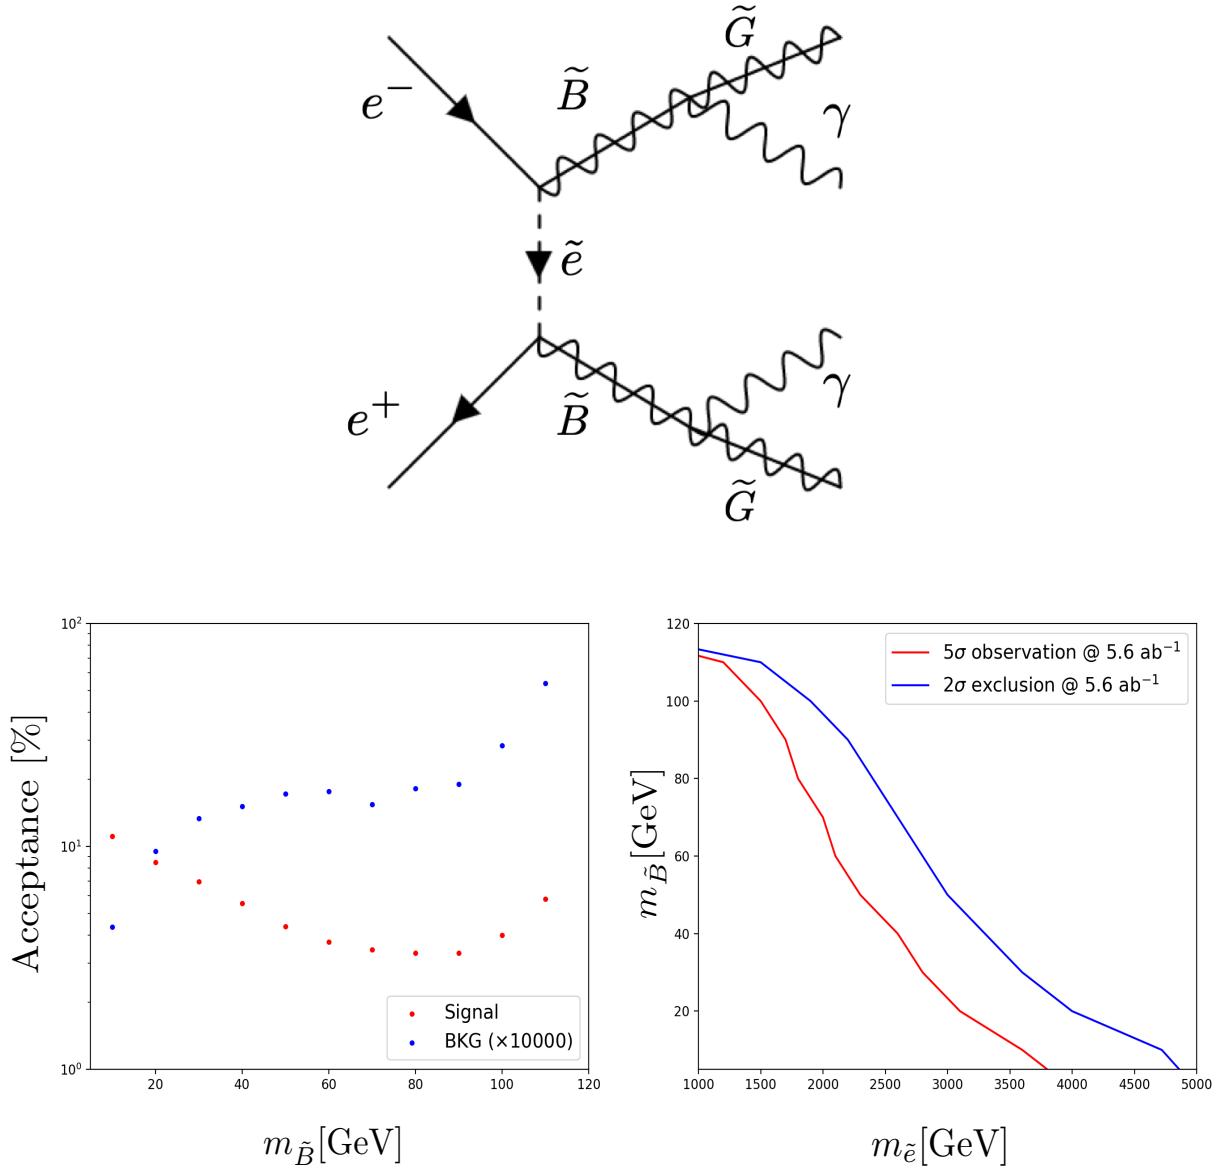 G̃
e⁻
B̃
γ
ẽ
e⁺
B̃
γ
G̃
10²
10¹
10⁰
Acceptance [%]
Signal
BKG (×10000)
20 40 60 80 100 120
m_B̃[GeV]
120
100
80
60
40
20
m_B̃[GeV]
5σ observation @ 5.6 ab⁻¹
2σ exclusion @ 5.6 ab⁻¹
1000 1500 2000 2500 3000 3500 4000 4500 5000
m_ẽ[GeV]